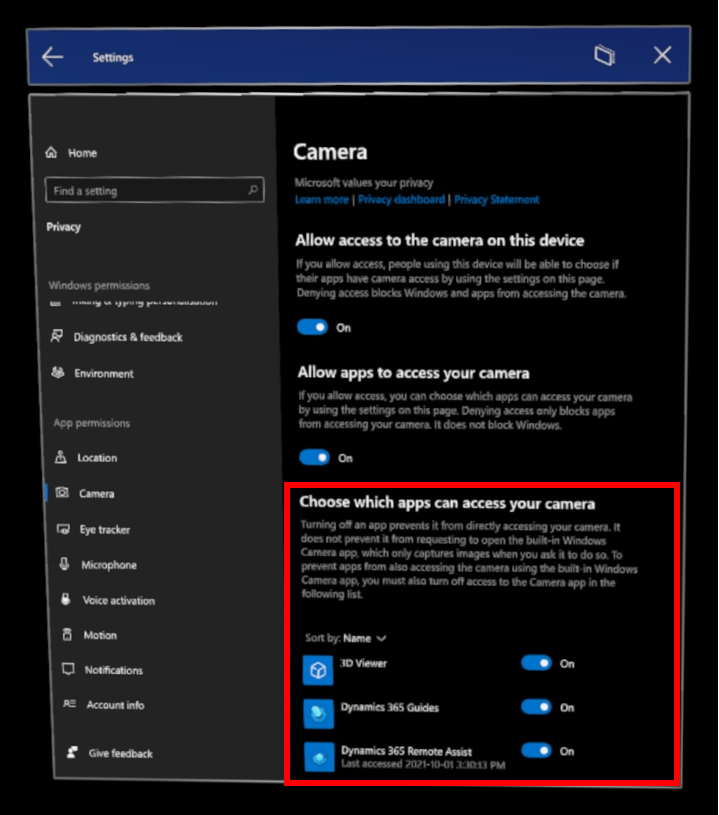 Settings
Home
Find a setting
Privacy
Windows permissions
Inking & typing personalisation
Diagnostics & feedback
Environment
App permissions
Location
Camera
Eye tracker
Microphone
Voice activation
Motion
Notifications
Account info
Give feedback
Camera
Microsoft values your privacy
Learn more | Privacy dashboard | Privacy Statement
Allow access to the camera on this device
If you allow access, people using this device will be able to choose if
their apps have camera access by using the settings on this page.
Denying access blocks Windows and apps from accessing the camera.
On
Allow apps to access your camera
If you allow access, you can choose which apps can access your camera
by using the settings on this page. Denying access only blocks apps
from accessing your camera. It does not block Windows.
On
Choose which apps can access your camera
Turning off an app prevents it from directly accessing your camera. It
does not prevent it from requesting to open the built-in Windows
Camera app, which only captures images when you ask it to do so. To
prevent apps from also accessing the camera using the built-in Windows
Camera app, you must also turn off access to the Camera app in the
following list.
Sort by: Name
3D Viewer On
Dynamics 365 Guides On
Dynamics 365 Remote Assist On
Last accessed 2021-10-01 3:30:13 PM